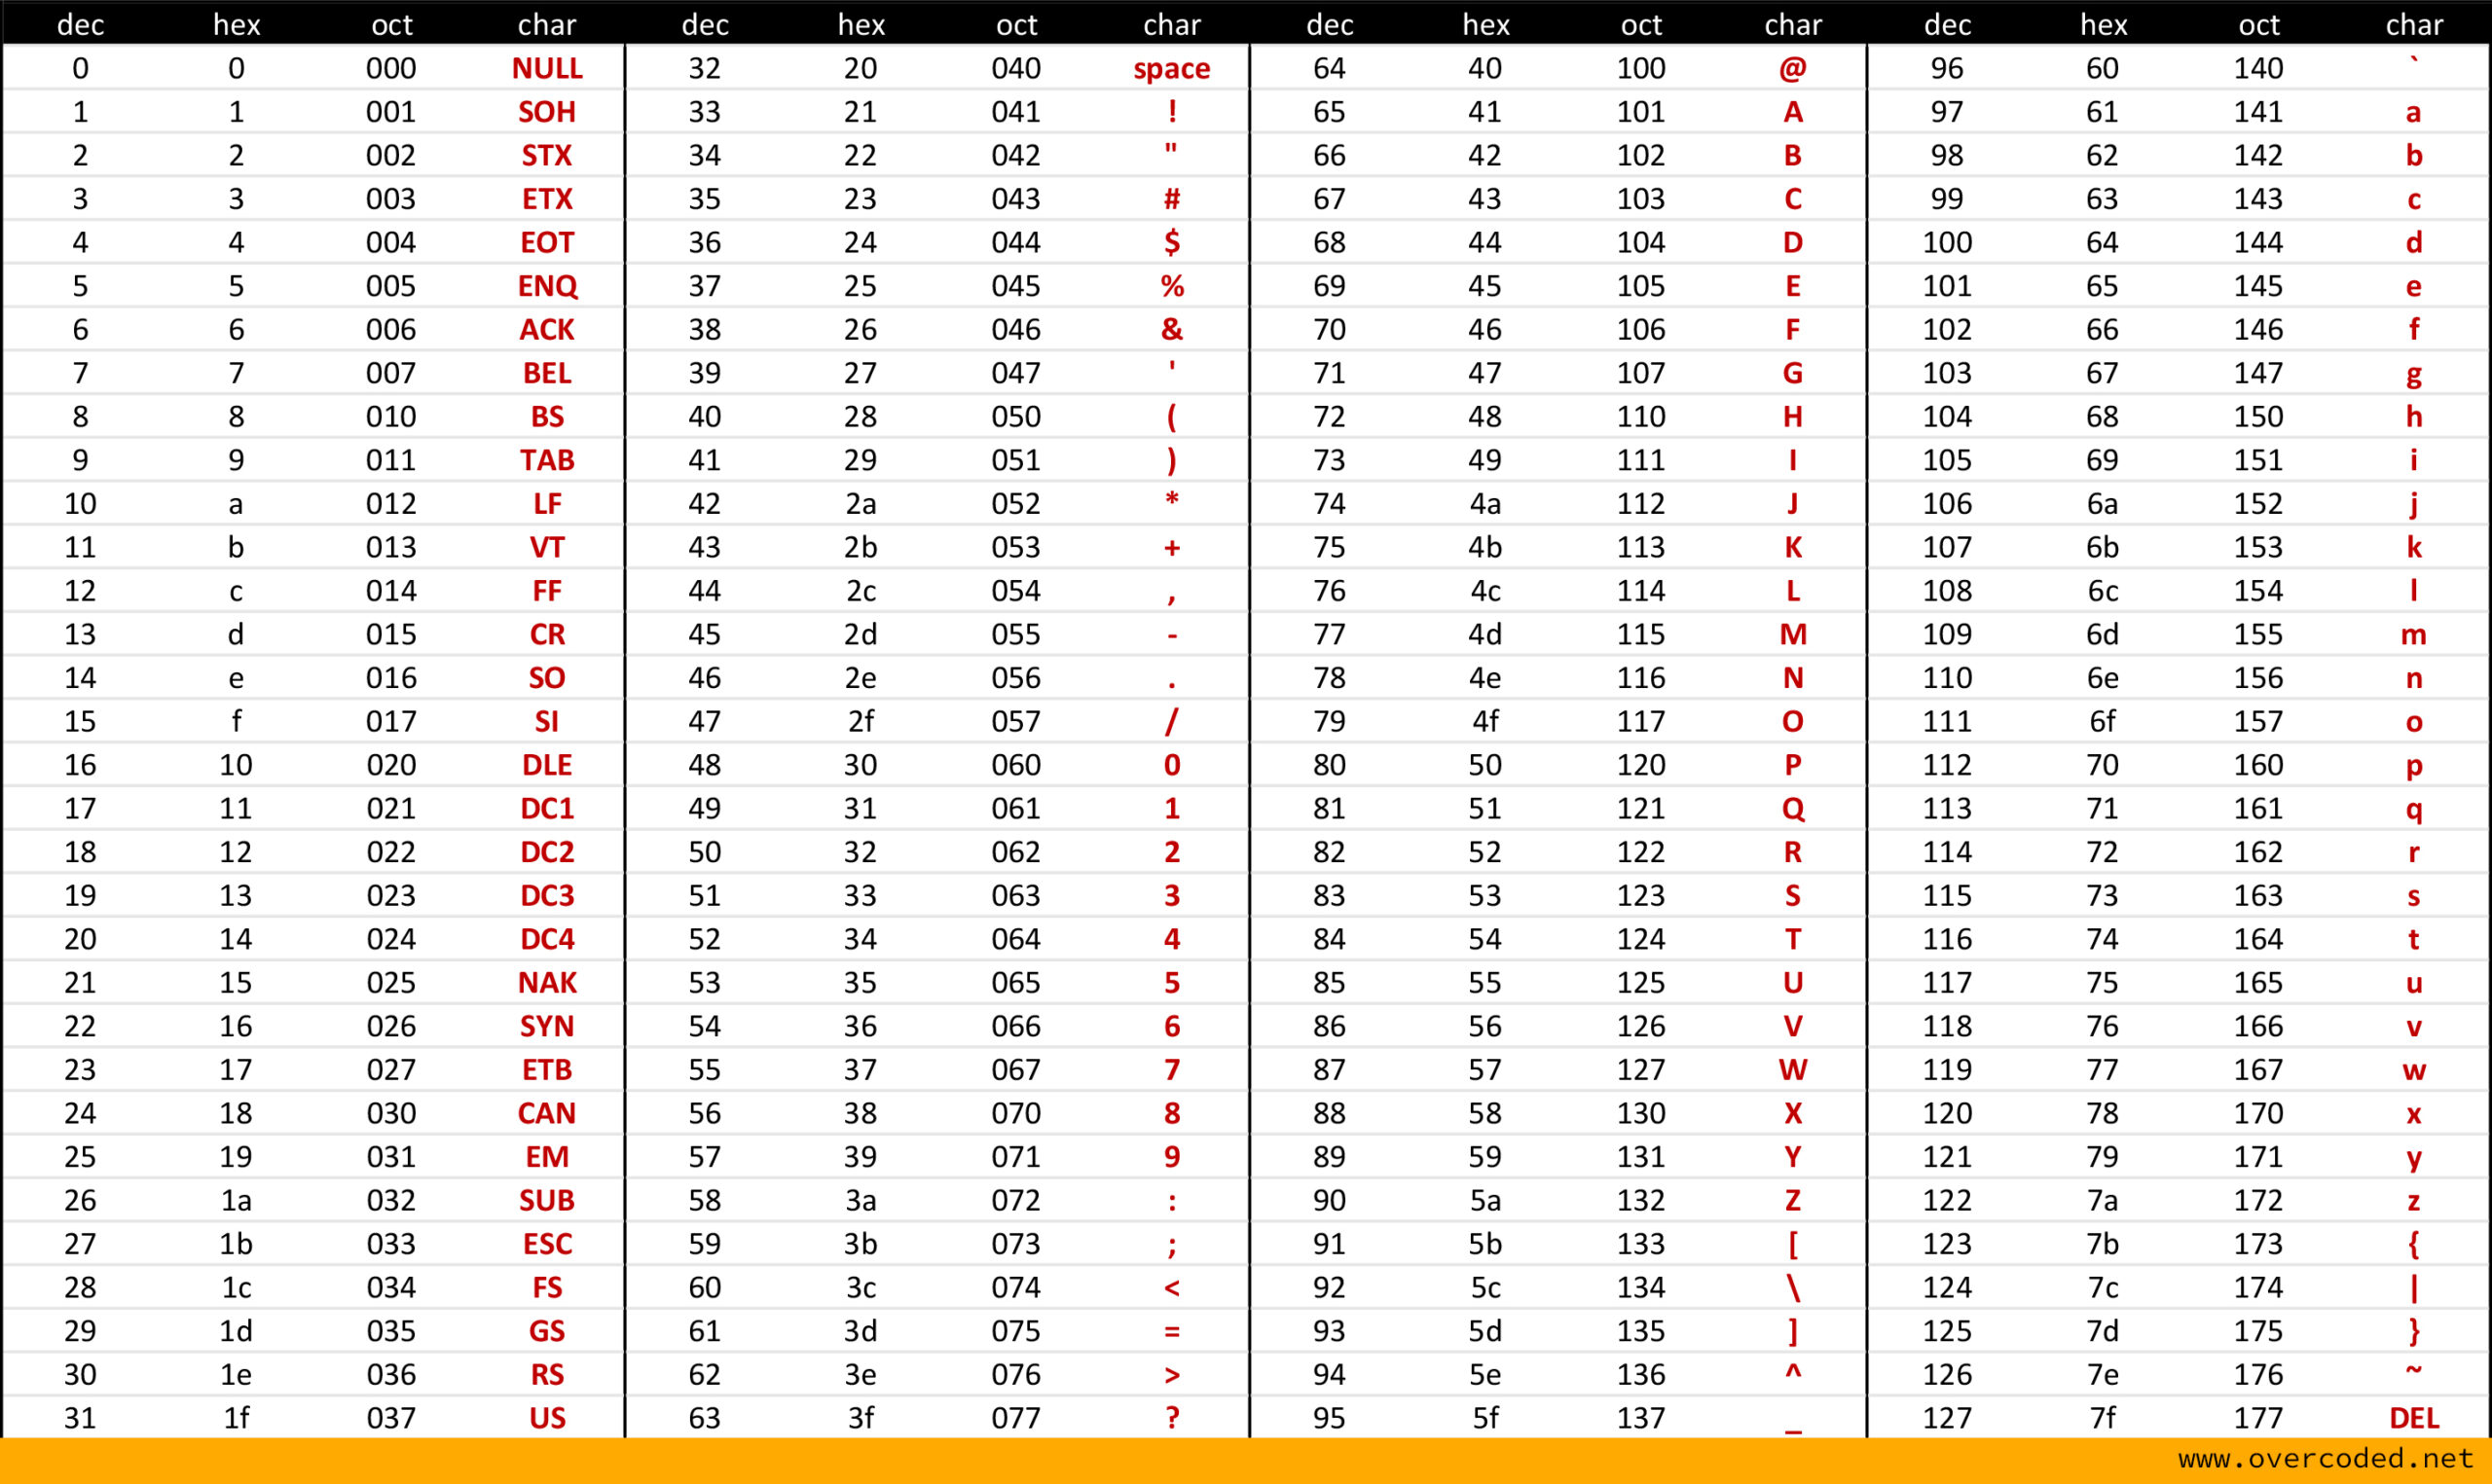 dec hex oct char dec hex oct char dec hex oct char dec hex oct char
0 0 000 NULL 32 20 040 space 64 40 100 @ 96 60 140 `
1 1 001 SOH 33 21 041 ! 65 41 101 A 97 61 141 a
2 2 002 STX 34 22 042 " 66 42 102 B 98 62 142 b
3 3 003 ETX 35 23 043 # 67 43 103 C 99 63 143 c
4 4 004 EOT 36 24 044 $ 68 44 104 D 100 64 144 d
5 5 005 ENQ 37 25 045 % 69 45 105 E 101 65 145 e
6 6 006 ACK 38 26 046 & 70 46 106 F 102 66 146 f
7 7 007 BEL 39 27 047 ' 71 47 107 G 103 67 147 g
8 8 010 BS 40 28 050 ( 72 48 110 H 104 68 150 h
9 9 011 TAB 41 29 051 ) 73 49 111 I 105 69 151 i
10 a 012 LF 42 2a 052 * 74 4a 112 J 106 6a 152 j
11 b 013 VT 43 2b 053 + 75 4b 113 K 107 6b 153 k
12 c 014 FF 44 2c 054 , 76 4c 114 L 108 6c 154 l
13 d 015 CR 45 2d 055 - 77 4d 115 M 109 6d 155 m
14 e 016 SO 46 2e 056 . 78 4e 116 N 110 6e 156 n
15 f 017 SI 47 2f 057 / 79 4f 117 O 111 6f 157 o
16 10 020 DLE 48 30 060 0 80 50 120 P 112 70 160 p
17 11 021 DC1 49 31 061 1 81 51 121 Q 113 71 161 q
18 12 022 DC2 50 32 062 2 82 52 122 R 114 72 162 r
19 13 023 DC3 51 33 063 3 83 53 123 S 115 73 163 s
20 14 024 DC4 52 34 064 4 84 54 124 T 116 74 164 t
21 15 025 NAK 53 35 065 5 85 55 125 U 117 75 165 u
22 16 026 SYN 54 36 066 6 86 56 126 V 118 76 166 v
23 17 027 ETB 55 37 067 7 87 57 127 W 119 77 167 w
24 18 030 CAN 56 38 070 8 88 58 130 X 120 78 170 x
25 19 031 EM 57 39 071 9 89 59 131 Y 121 79 171 y
26 1a 032 SUB 58 3a 072 : 90 5a 132 Z 122 7a 172 z
27 1b 033 ESC 59 3b 073 ; 91 5b 133 [ 123 7b 173 {
28 1c 034 FS 60 3c 074 < 92 5c 134 \ 124 7c 174 |
29 1d 035 GS 61 3d 075 = 93 5d 135 ] 125 7d 175 }
30 1e 036 RS 62 3e 076 > 94 5e 136 ^ 126 7e 176 ~
31 1f 037 US 63 3f 077 ? 95 5f 137 _ 127 7f 177 DEL
www.overcoded.net